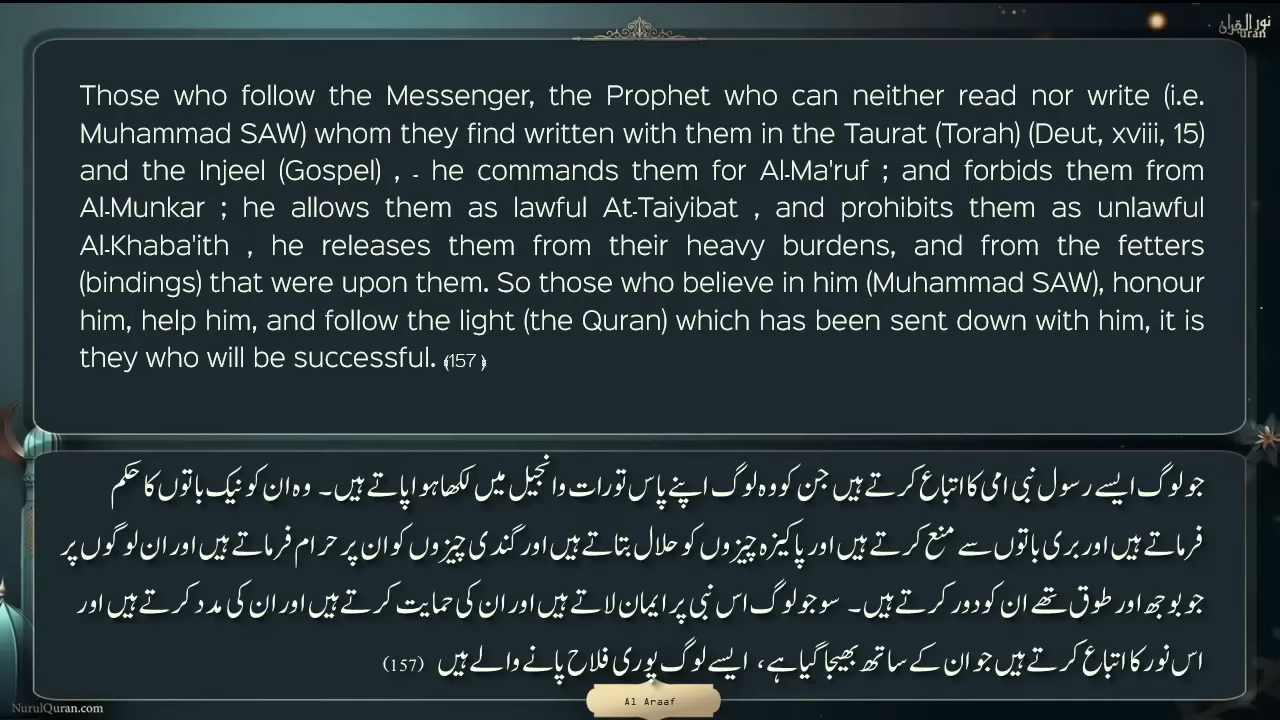 نور القرآن
Quran
Those who follow the Messenger, the Prophet who can neither read nor write (i.e.
Muhammad SAW) whom they find written with them in the Taurat (Torah) (Deut, xviii, 15)
and the Injeel (Gospel) , - he commands them for Al-Ma'ruf ; and forbids them from
Al-Munkar ; he allows them as lawful At-Taiyibat , and prohibits them as unlawful
Al-Khaba'ith , he releases them from their heavy burdens, and from the fetters
(bindings) that were upon them. So those who believe in him (Muhammad SAW), honour
him, help him, and follow the light (the Quran) which has been sent down with him, it is
they who will be successful. ﴾157﴿
جو لوگ ایسے رسول نبی امی کا اتباع کرتے ہیں جن کو وہ لوگ اپنے پاس تورات وانجیل میں لکھا ہوا پاتے ہیں۔ وہ ان کو نیک باتوں کا حکم
فرماتے ہیں اور بری باتوں سے منع کرتے ہیں اور پاکیزہ چیزوں کو حلال بتاتے ہیں اور گندی چیزوں کو ان پر حرام فرماتے ہیں اور ان لوگوں پر
جو بوجھ اور طوق تھے ان کو دور کرتے ہیں۔ سو جو لوگ اس نبی پر ایمان لاتے ہیں اور ان کی حمایت کرتے ہیں اور ان کی مدد کرتے ہیں اور
اس نور کا اتباع کرتے ہیں جو ان کے ساتھ بھیجا گیا ہے، ایسے لوگ پوری فلاح پانے والے ہیں (157)
Al Araaf
NurulQuran.com